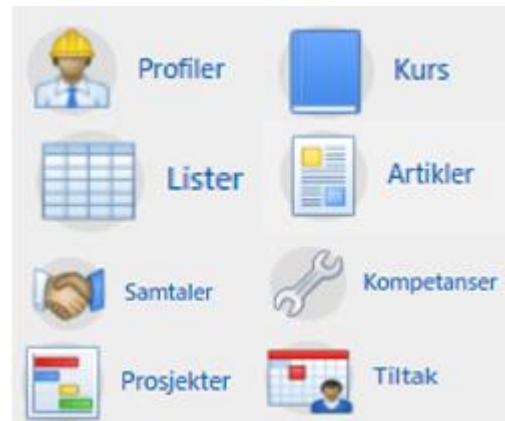 Profiler
Kurs
Lister
Artikler
Samtaler
Kompetanser
Prosjekter
Tiltak